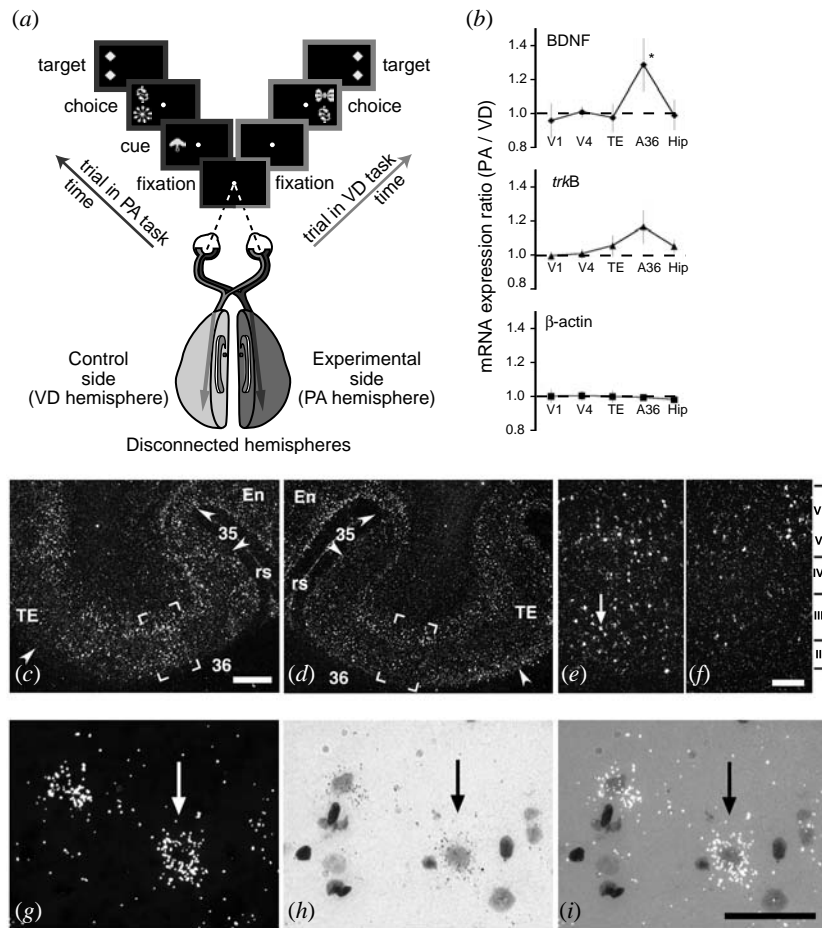 (a)
target
target
choice
choice
cue
fixation
fixation
trial in PA task
time
trial in VD task
time
Control
side
(VD hemisphere)
Experimental
side
(PA hemisphere)
Disconnected hemispheres
(b)
mRNA expression ratio (PA / VD)
BDNF
1.4
1.2
1.0
0.8
*
V1 V4 TE A36 Hip
trkB
1.4
1.2
1.0
0.8
V1 V4 TE A36 Hip
β-actin
1.4
1.2
1.0
0.8
V1 V4 TE A36 Hip
En
35
rs
TE
36
(c)
En
35
rs
TE
36
(d)
(e)
(f)
V
V
IV
III
II
(g)
(h)
(i)